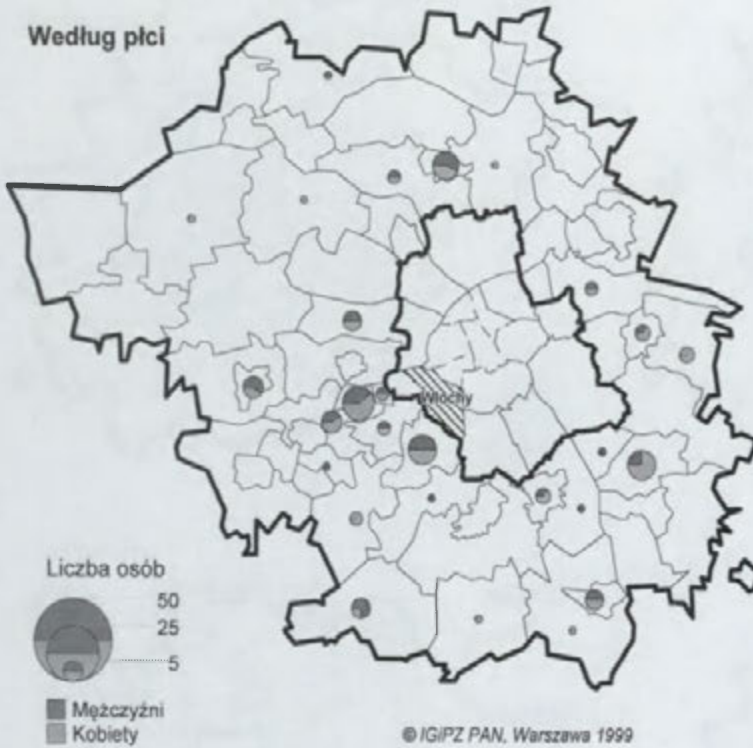 Według płci
Włochy
Liczba osób
50
25
5
Mężczyźni
Kobiety
© IGiPZ PAN, Warszawa 1999